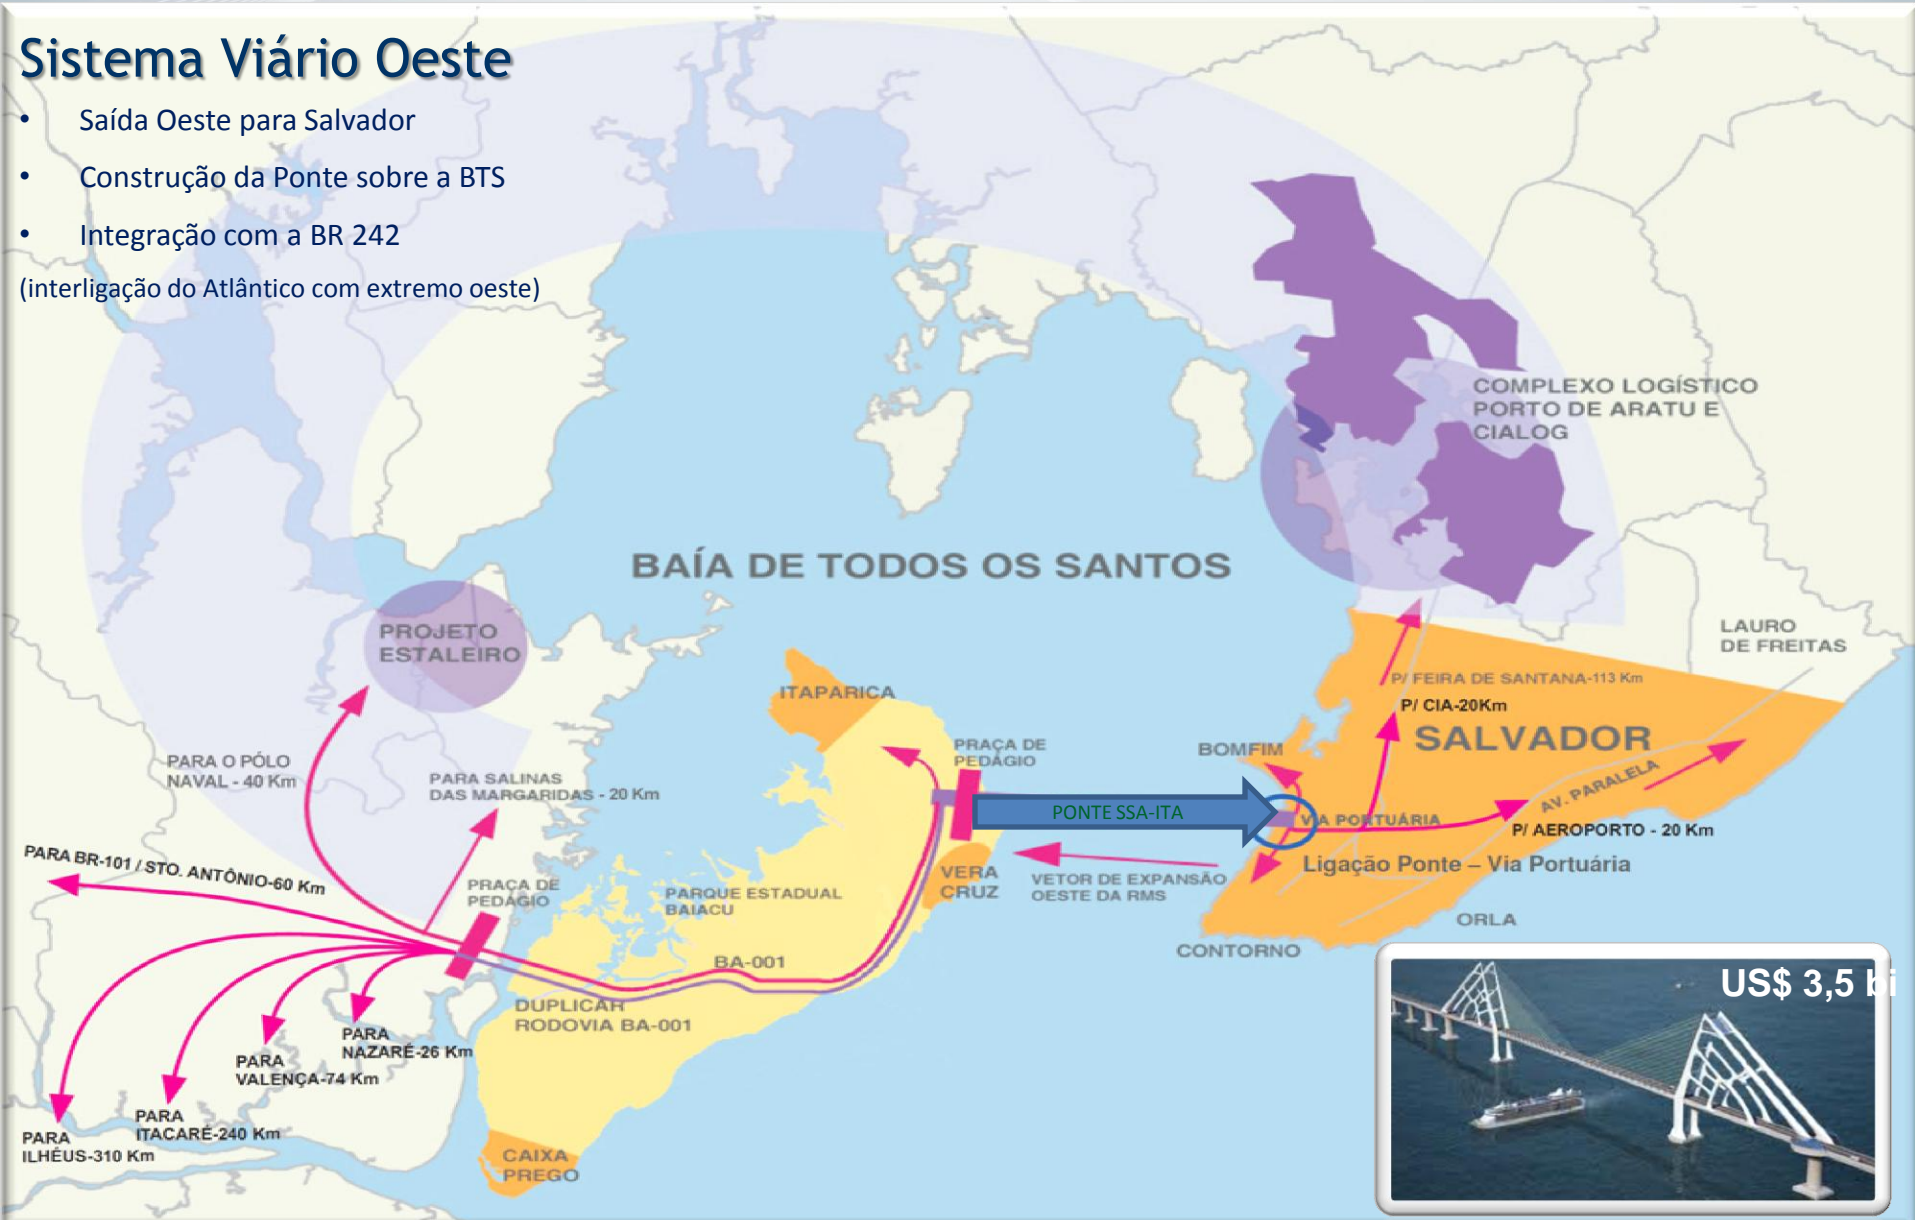 Sistema Viário Oeste
• Saída Oeste para Salvador
• Construção da Ponte sobre a BTS
• Integração com a BR 242
(interligação do Atlântico com extremo oeste)
COMPLEXO LOGÍSTICO
PORTO DE ARATU E
CIALOG
BAÍA DE TODOS OS SANTOS
PROJETO
ESTALEIRO
LAURO
DE FREITAS
ITAPARICA
P/ FEIRA DE SANTANA-113 Km
P/ CIA-20Km
SALVADOR
PRAÇA DE
PEDÁGIO
BOMFIM
PARA O PÓLO
NAVAL - 40 Km
PARA SALINAS
DAS MARGARIDAS - 20 Km
AV. PARALELA
PONTE SSA-ITA
VIA PORTUÁRIA
P/ AEROPORTO - 20 Km
Ligação Ponte – Via Portuária
PARA BR-101 / STO. ANTÔNIO-60 Km
PRAÇA DE
PEDÁGIO
PARQUE ESTADUAL
BAIACU
VERA
CRUZ
VETOR DE EXPANSÃO
OESTE DA RMS
ORLA
CONTORNO
BA-001
DUPLICAR
RODOVIA BA-001
US$ 3,5 bi
PARA
NAZARÉ-26 Km
PARA
VALENÇA-74 Km
PARA
ITACARÉ-240 Km
PARA
ILHÉUS-310 Km
CAIXA
PREGO